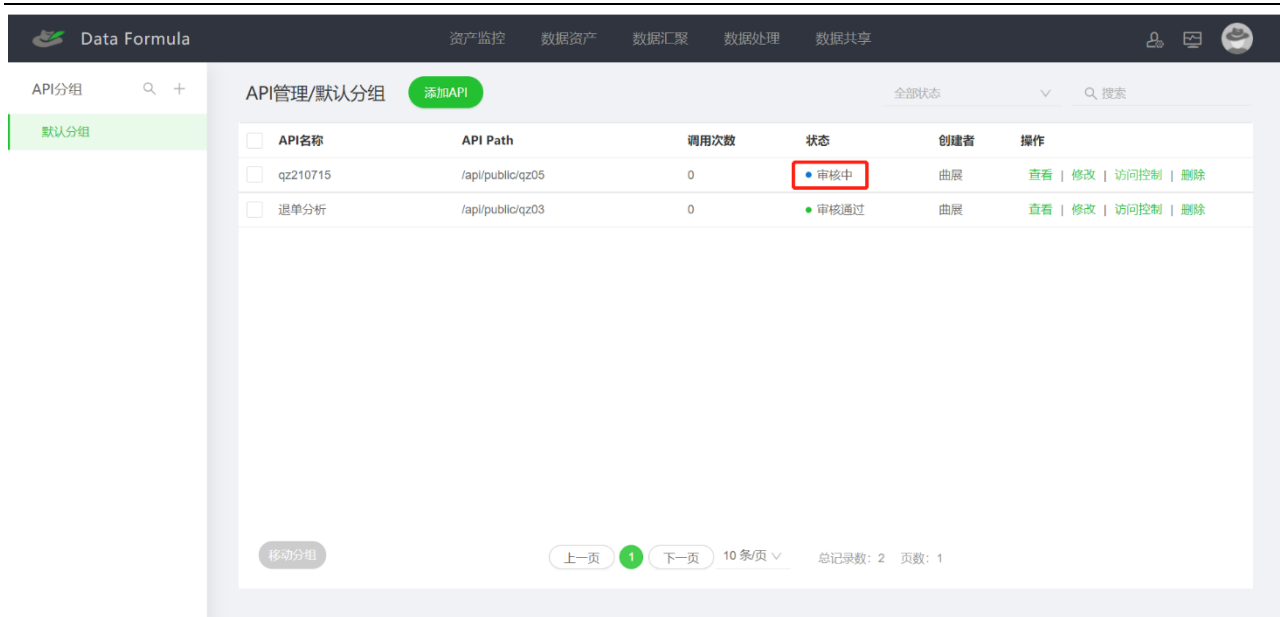 Data Formula 资产监控 数据资产 数据汇聚 数据处理 数据共享
API分组
默认分组
API管理/默认分组 添加API 全部状态 搜索
API名称 API Path 调用次数 状态 创建者 操作
qz210715 /api/public/qz05 0 审核中 曲展 查看 | 修改 | 访问控制 | 删除
退单分析 /api/public/qz03 0 审核通过 曲展 查看 | 修改 | 访问控制 | 删除
移动分组 上一页 1 下一页 10 条/页 总记录数: 2 页数: 1